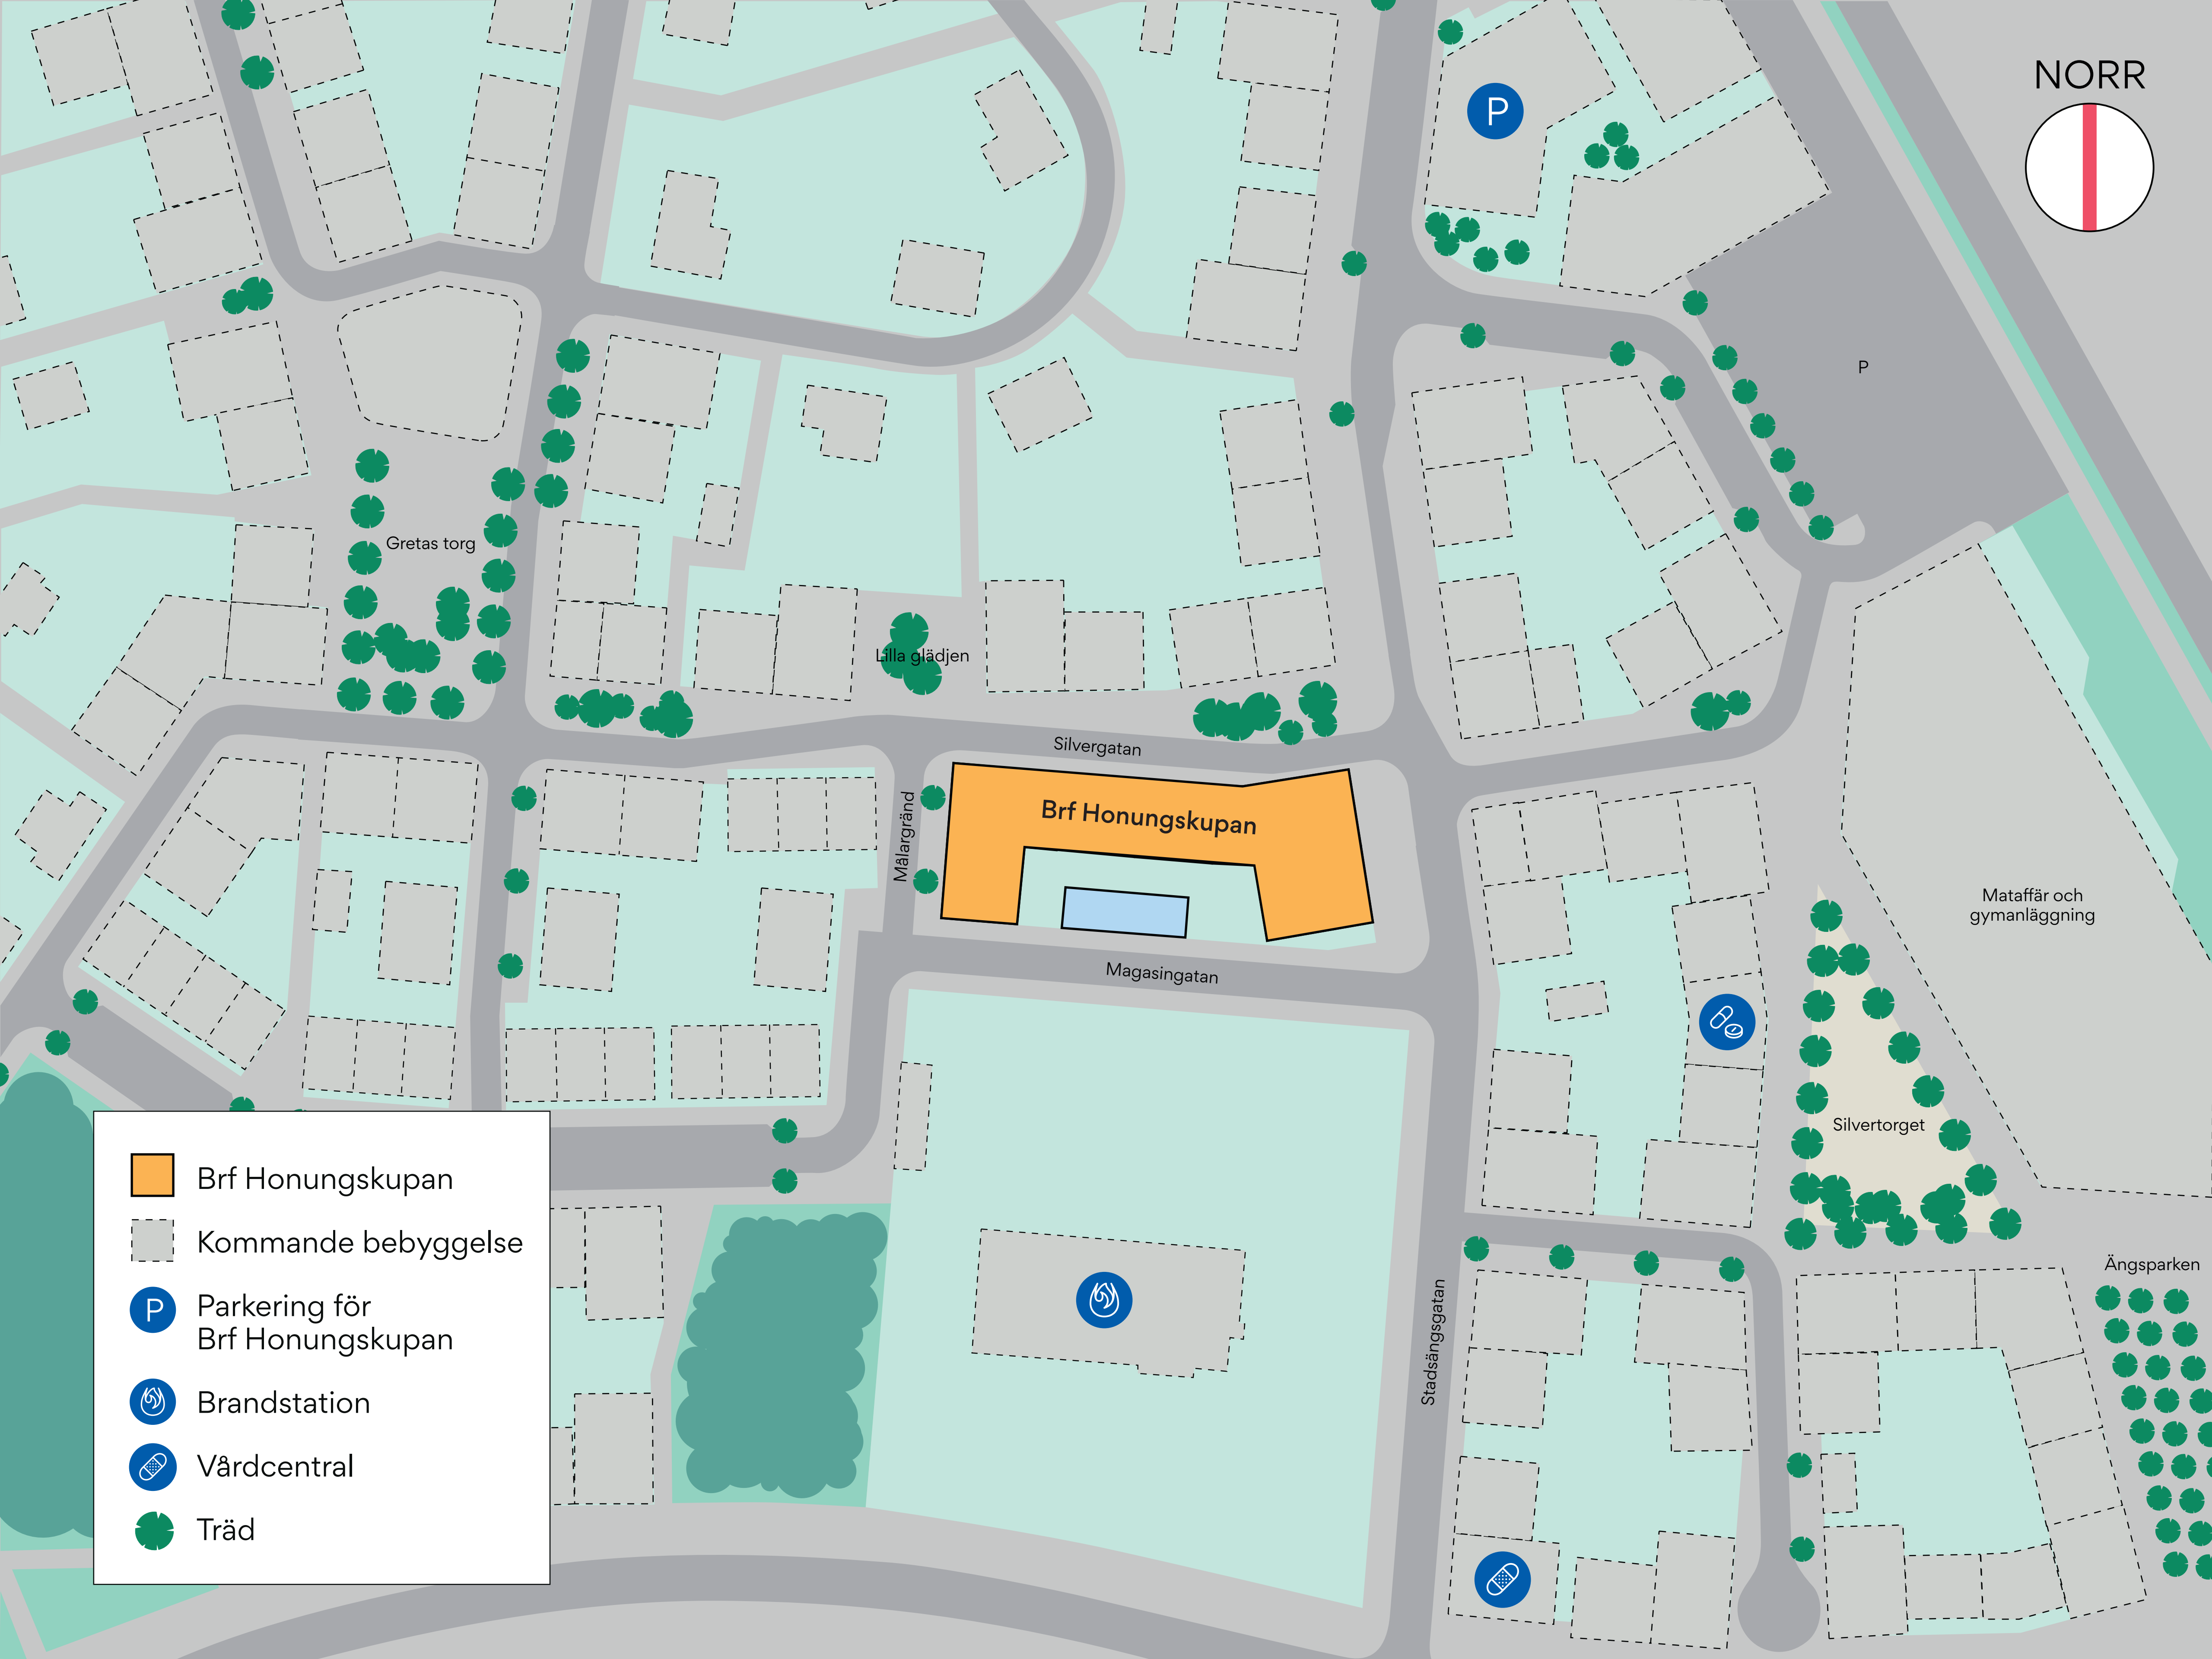 NORR
P
P
Gretas torg
Lilla glädjen
Silvergatan
Målargränd
Brf Honungskupan
Mataffär och
gymanläggning
Magasingatan
Silvertorget
Ängsparken
Stadsängsgatan
Brf Honungskupan
Kommande bebyggelse
P
Parkering för
Brf Honungskupan
Brandstation
Vårdcentral
Träd